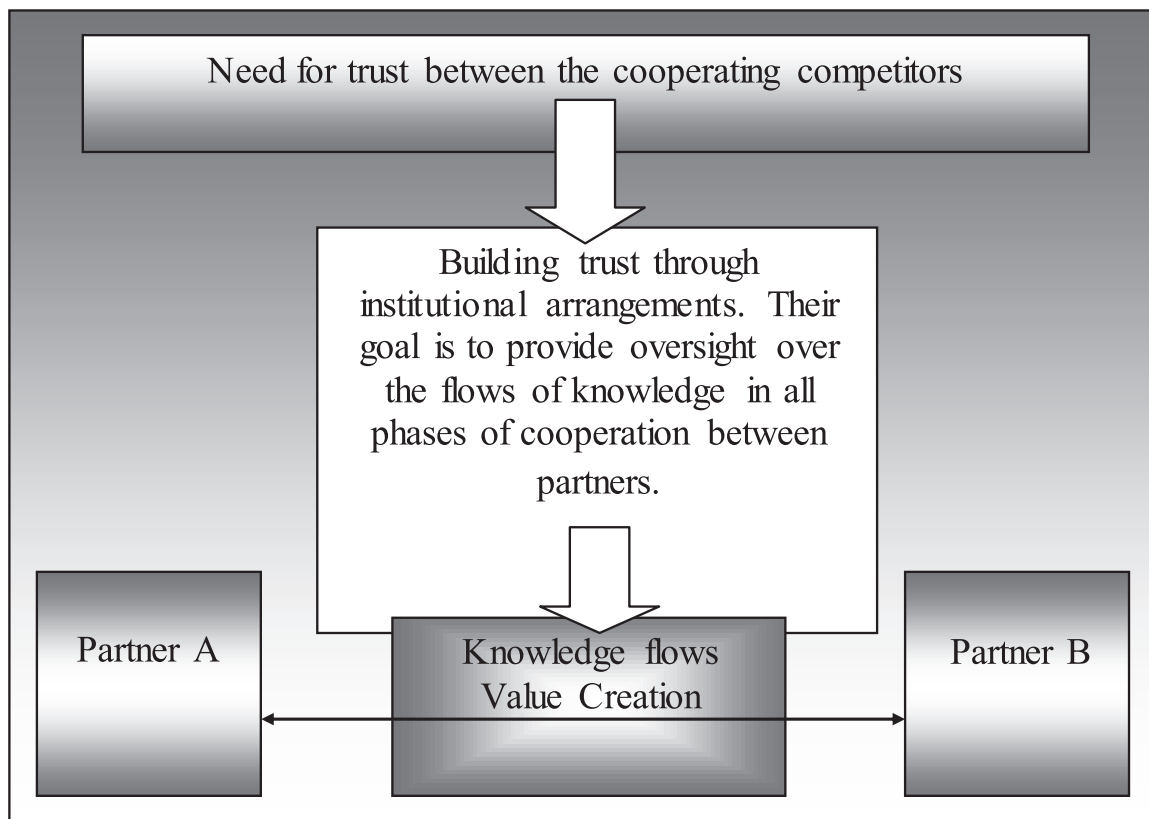 Need for trust between the cooperating competitors
Building trust through
institutional arrangements. Their
goal is to provide oversight over
the flows of knowledge in all
phases of cooperation between
partners.
Partner A
Knowledge flows
Value Creation
Partner B